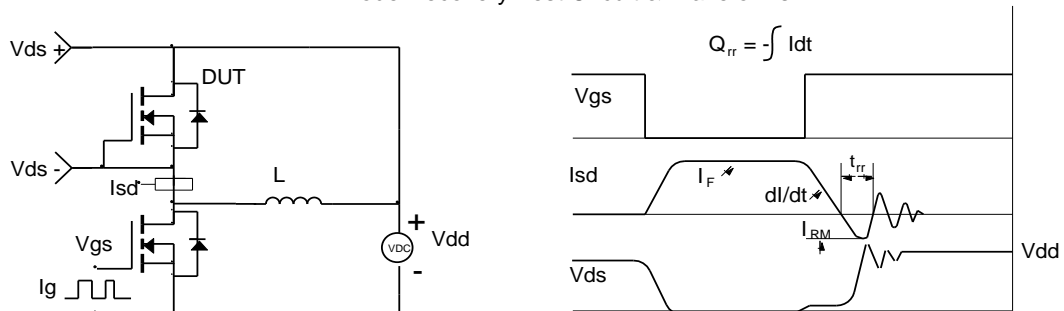 Vds +
DUT
Vds -
Isd
L
Vgs
Ig
VDC
+
Vdd
-
Qrr = -∫ Idt
Vgs
Isd
IF
dI/dt
trr
IRM
Vdd
Vds